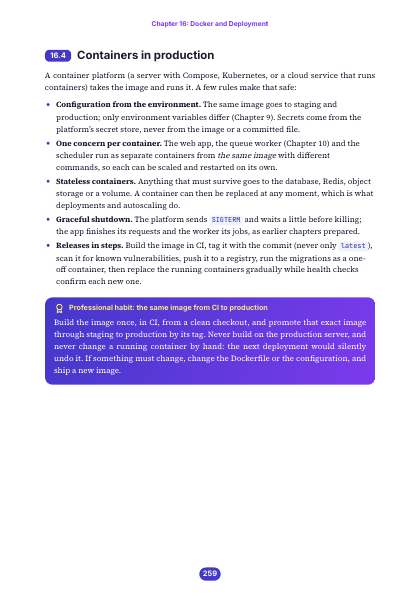 Chapter 16: Docker and Deployment
16.4 Containers in production
A container platform (a server with Compose, Kubernetes, or a cloud service that runs
containers) takes the image and runs it. A few rules make that safe:
• Configuration from the environment. The same image goes to staging and
production; only environment variables differ (Chapter 9). Secrets come from the
platform's secret store, never from the image or a committed file.
• One concern per container. The web app, the queue worker (Chapter 10) and the
scheduler run as separate containers from the same image with different
commands, so each can be scaled and restarted on its own.
• Stateless containers. Anything that must survive goes to the database, Redis, object
storage or a volume. A container can then be replaced at any moment, which is what
deployments and autoscaling do.
• Graceful shutdown. The platform sends SIGTERM and waits a little before killing;
the app finishes its requests and the worker its jobs, as earlier chapters prepared.
• Releases in steps. Build the image in CI, tag it with the commit (never only latest ),
scan it for known vulnerabilities, push it to a registry, run the migrations as a one-
off container, then replace the running containers gradually while health checks
confirm each new one.
Professional habit: the same image from CI to production
Build the image once, in CI, from a clean checkout, and promote that exact image
through staging to production by its tag. Never build on the production server, and
never change a running container by hand: the next deployment would silently
undo it. If something must change, change the Dockerfile or the configuration, and
ship a new image.
259